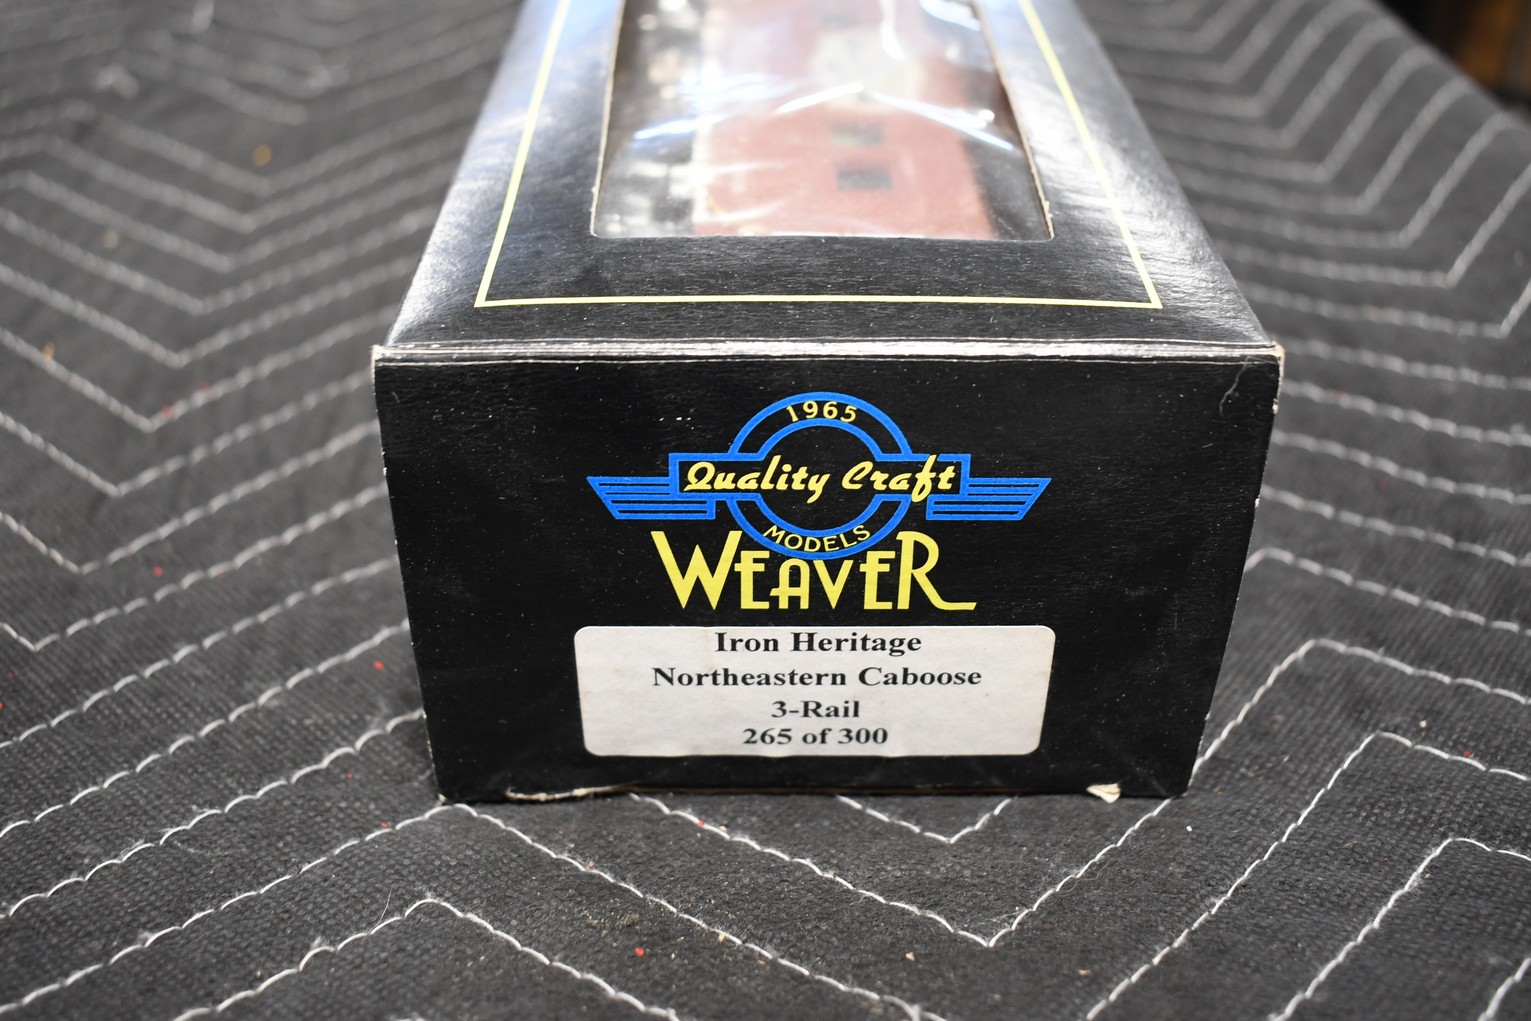 1965
Quality Craft
MODELS
WEAVER
Iron Heritage
Northeastern Caboose
3-Rail
265 of 300